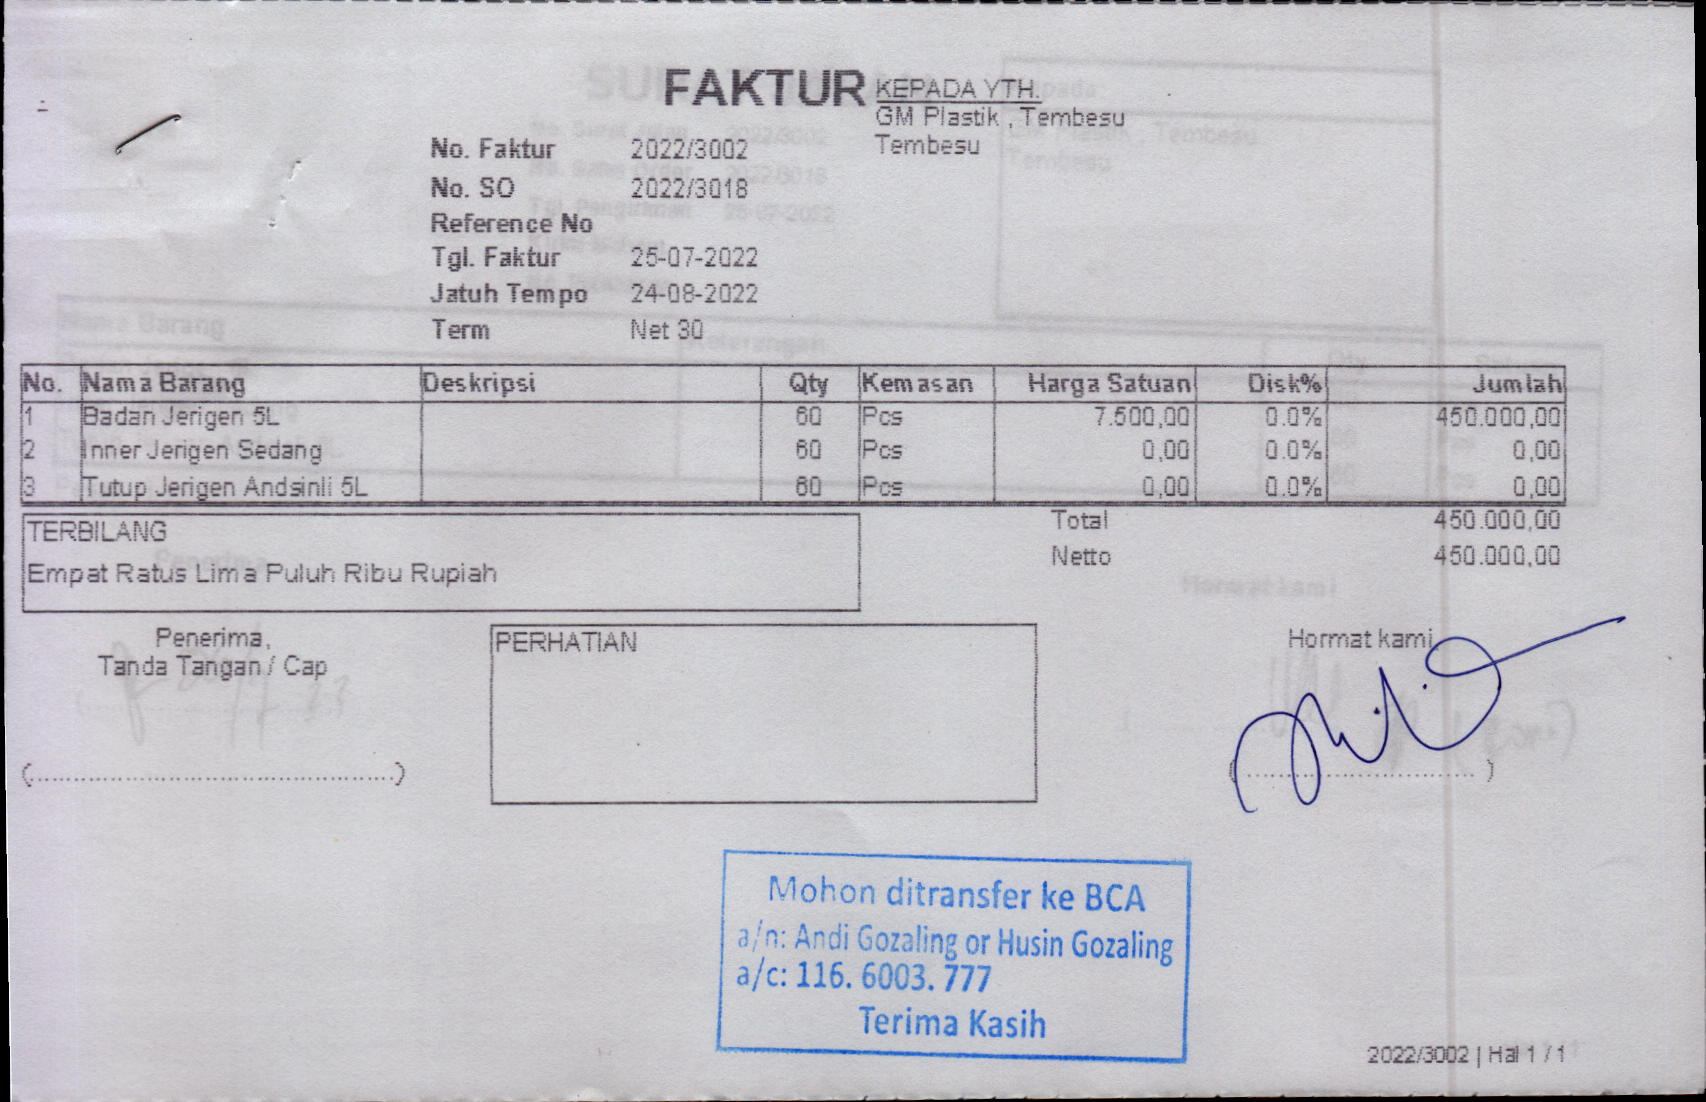 FAKTUR
KEPADA YTH.
GM Plastik , Tembesu
Tembesu
No. Faktur 2022/3002
No. SO 2022/3018
Reference No
Tgl. Faktur 25-07-2022
Jatuh Tempo 24-08-2022
Term Net 30
No. Nama Barang Deskripsi Qty Kemasan Harga Satuan Disk% Jumlah
1 Badan Jerigen 5L 60 Pcs 7.500,00 0.0% 450.000,00
2 Inner Jerigen Sedang 60 Pcs 0,00 0.0% 0,00
3 Tutup Jerigen Andsinli 5L 60 Pcs 0,00 0.0% 0,00
TERBILANG
Empat Ratus Lima Puluh Ribu Rupiah
Total 450.000,00
Netto 450.000,00
Penerima,
Tanda Tangan / Cap
PERHATIAN
Hormat kami
Mohon ditransfer ke BCA
a/n: Andi Gozaling or Husin Gozaling
a/c: 116. 6003. 777
Terima Kasih
2022/3002 | Hal 1 / 1